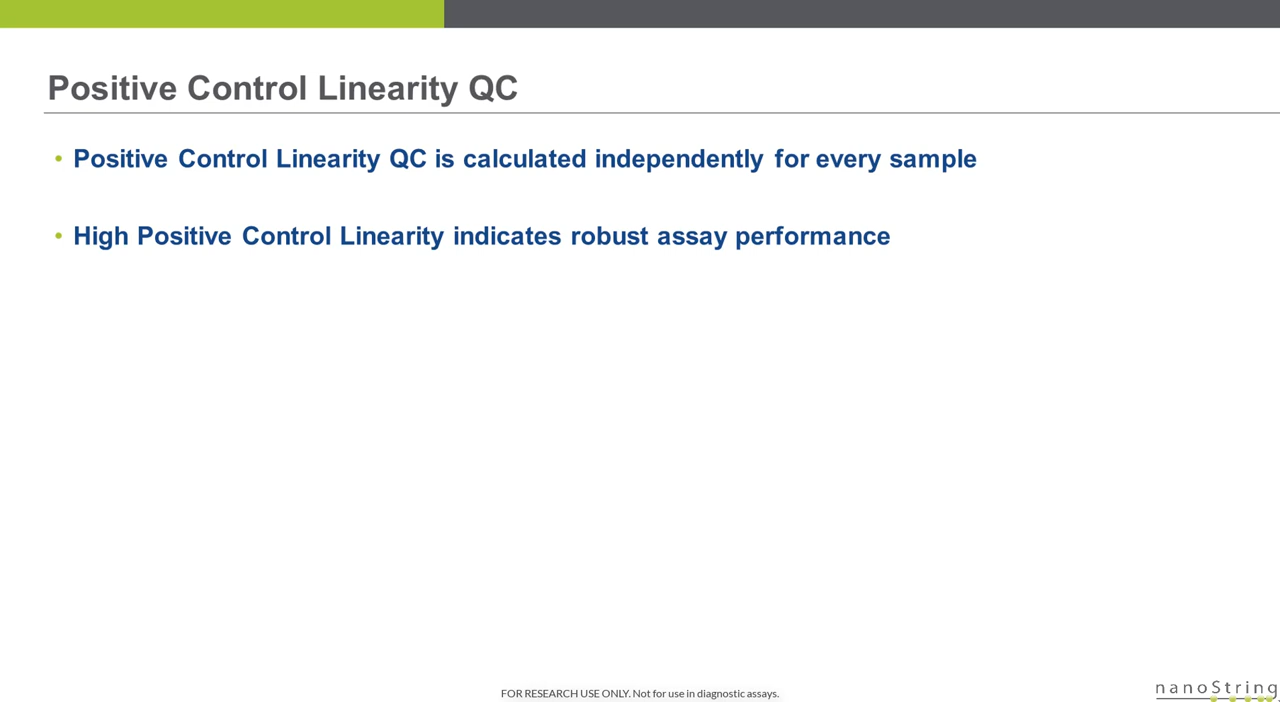 Positive Control Linearity QC
• Positive Control Linearity QC is calculated independently for every sample
• High Positive Control Linearity indicates robust assay performance
FOR RESEARCH USE ONLY. Not for use in diagnostic assays.
nanoString